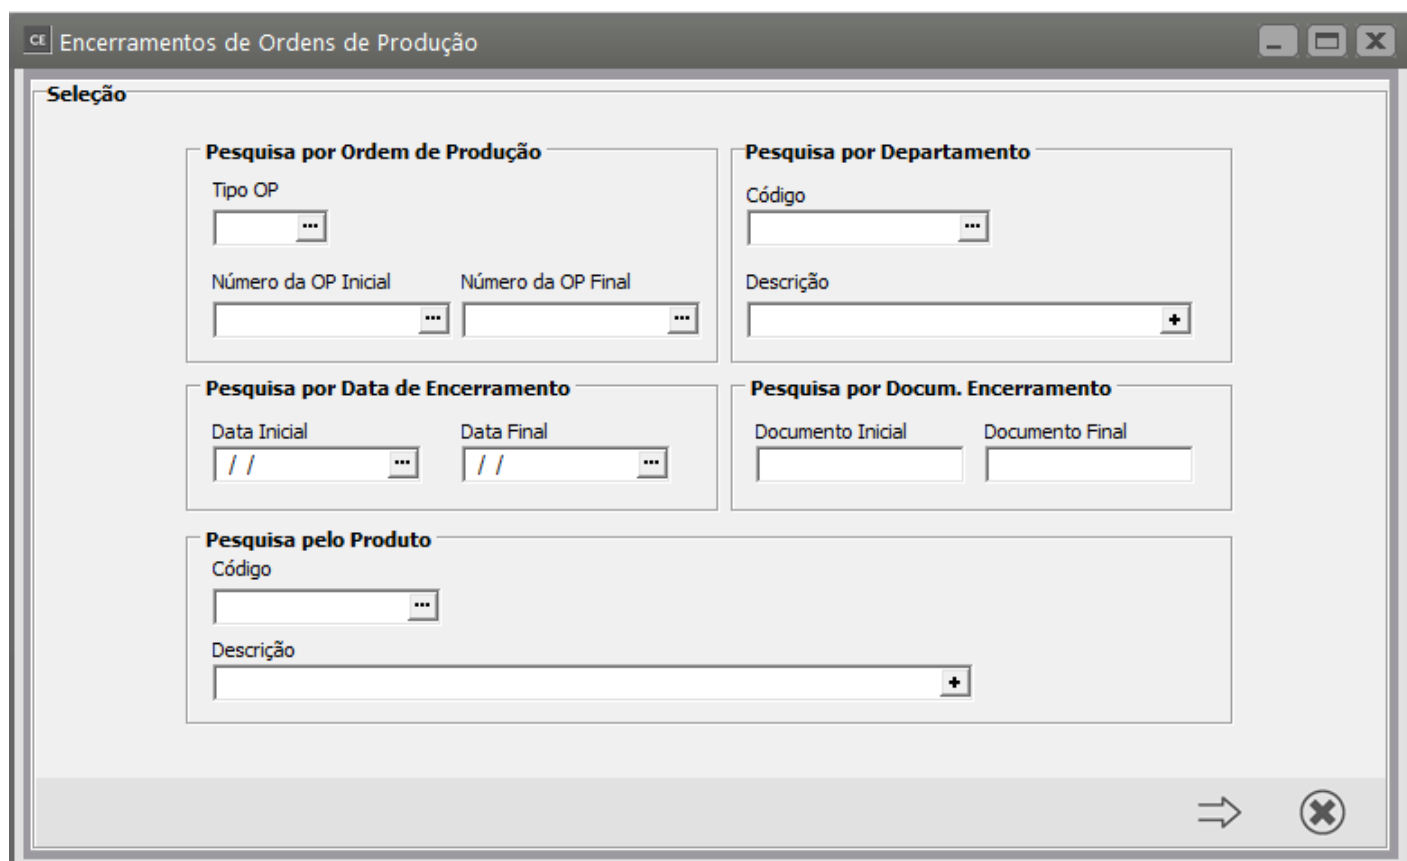 CE Encerramentos de Ordens de Produção
Seleção
Pesquisa por Ordem de Produção
Tipo OP
...
Número da OP Inicial Número da OP Final
... ...
Pesquisa por Departamento
Código
...
Descrição
+
Pesquisa por Data de Encerramento
Data Inicial Data Final
/ / ... / / ...
Pesquisa por Docum. Encerramento
Documento Inicial Documento Final
Pesquisa pelo Produto
Código
...
Descrição
+